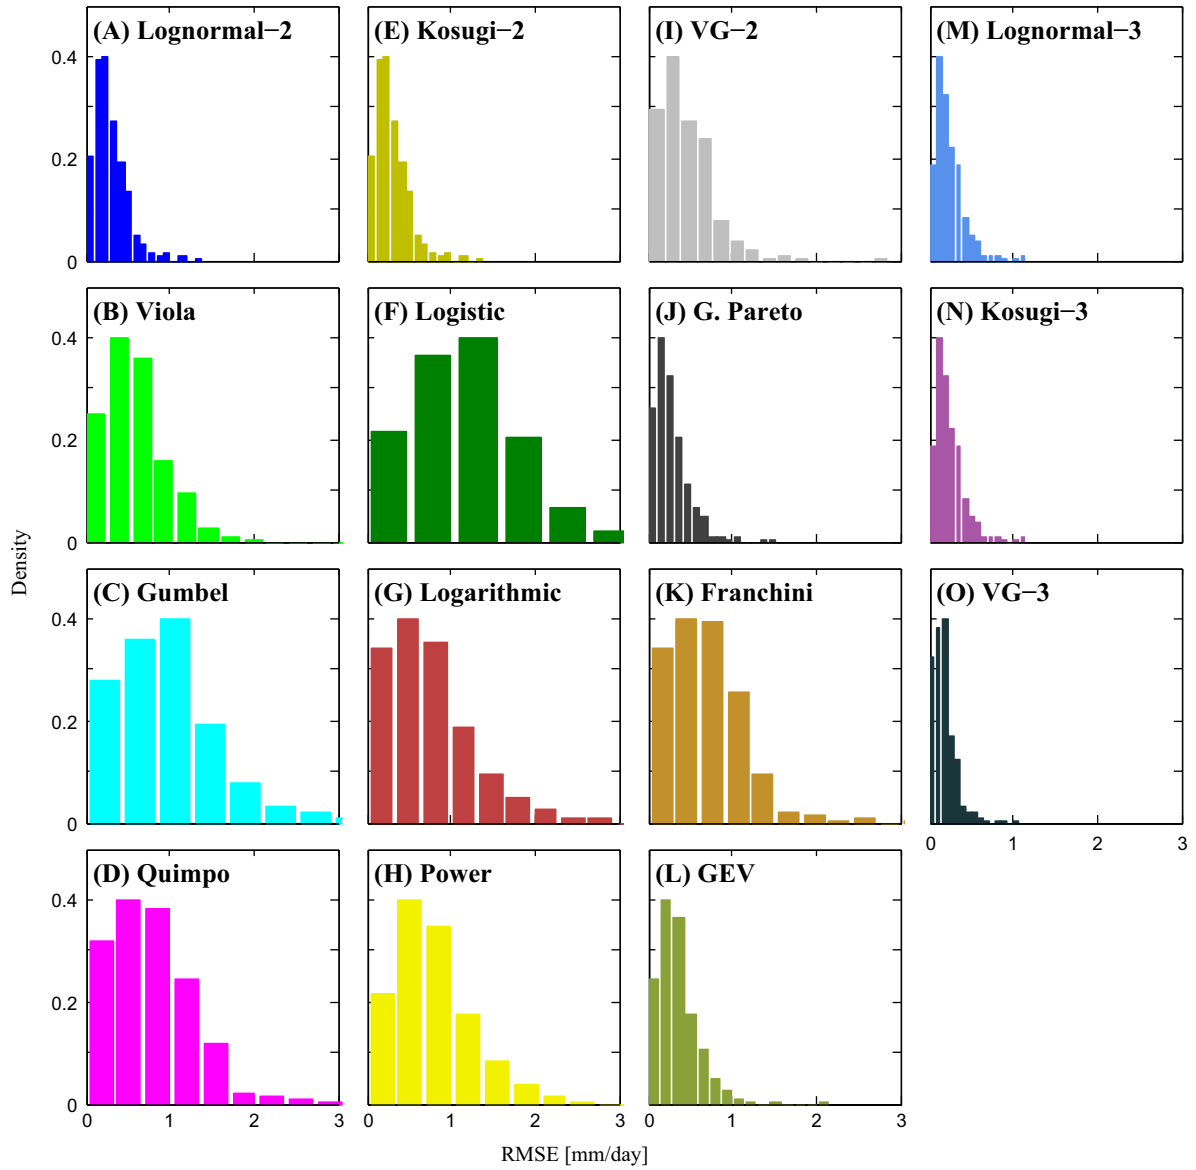 (A) Lognormal−2
(E) Kosugi−2
(I) VG−2
(M) Lognormal−3
0.4
0.2
0
(B) Viola
(F) Logistic
(J) G. Pareto
(N) Kosugi−3
0.4
0.2
0
Density
(C) Gumbel
(G) Logarithmic
(K) Franchini
(O) VG−3
0.4
0.2
0
0 1 2 3
(D) Quimpo
(H) Power
(L) GEV
0.4
0.2
0
0 1 2 3
0 1 2 3
0 1 2 3
RMSE [mm/day]